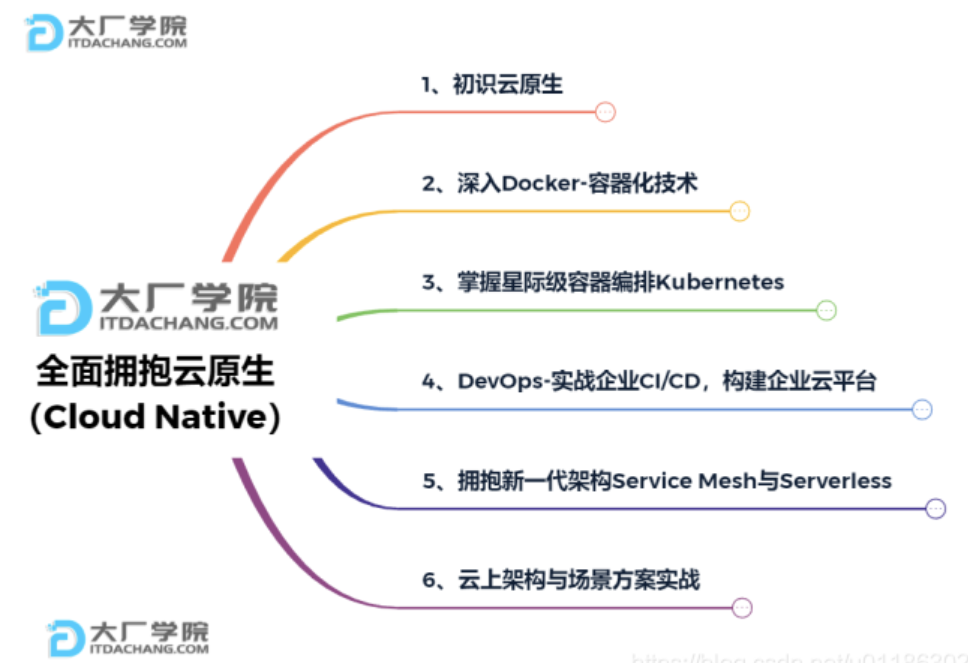 大厂学院
ITDACHANG.COM
1、初识云原生
2、深入Docker-容器化技术
3、掌握星际级容器编排Kubernetes
大厂学院
ITDACHANG.COM
全面拥抱云原生
（Cloud Native）
4、DevOps-实战企业CI/CD，构建企业云平台
5、拥抱新一代架构Service Mesh与Serverless
6、云上架构与场景方案实战
大厂学院
ITDACHANG.COM